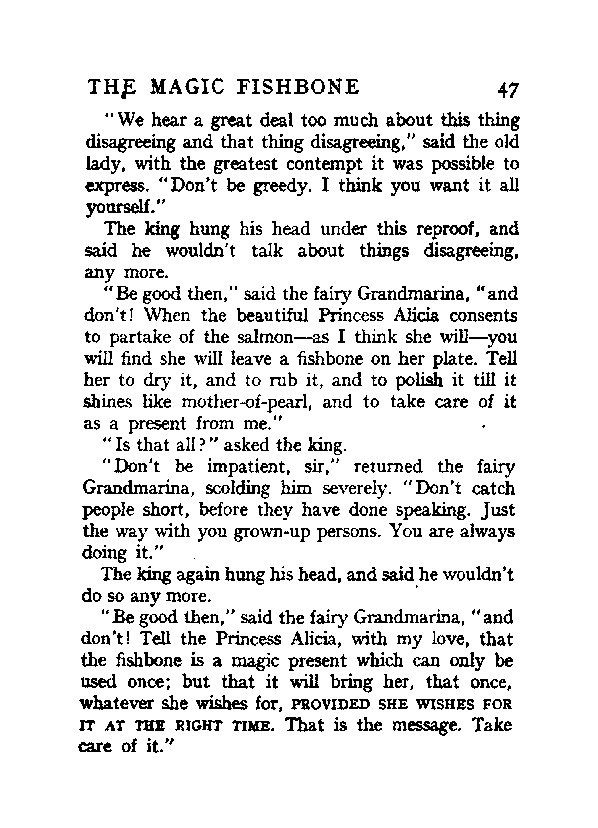 THE MAGIC FISHBONE 47
"We hear a great deal too much about this thing
disagreeing and that thing disagreeing," said the old
lady, with the greatest contempt it was possible to
express. "Don't be greedy. I think you want it all
yourself."
The king hung his head under this reproof, and
said he wouldn't talk about things disagreeing,
any more.
"Be good then," said the fairy Grandmarina, "and
don't! When the beautiful Princess Alicia consents
to partake of the salmon—as I think she will—you
will find she will leave a fishbone on her plate. Tell
her to dry it, and to rub it, and to polish it till it
shines like mother-of-pearl, and to take care of it
as a present from me."
"Is that all?" asked the king.
"Don't be impatient, sir," returned the fairy
Grandmarina, scolding him severely. "Don't catch
people short, before they have done speaking. Just
the way with you grown-up persons. You are always
doing it."
The king again hung his head, and said he wouldn't
do so any more.
"Be good then," said the fairy Grandmarina, "and
don't! Tell the Princess Alicia, with my love, that
the fishbone is a magic present which can only be
used once; but that it will bring her, that once,
whatever she wishes for, PROVIDED SHE WISHES FOR
IT AT THE RIGHT TIME. That is the message. Take
care of it."